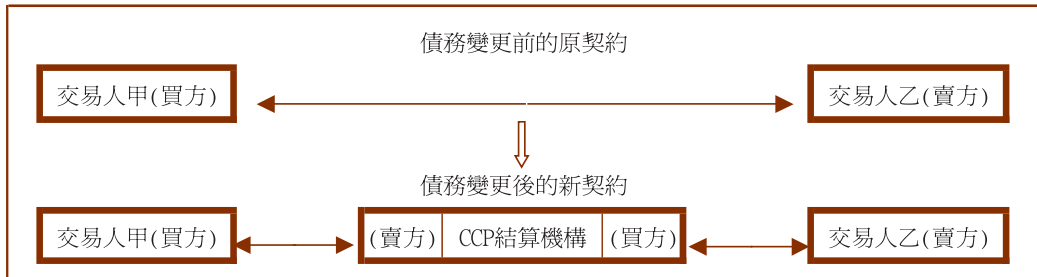 債務變更前的原契約
交易人甲(買方) 交易人乙(賣方)
債務變更後的新契約
交易人甲(買方) (賣方) CCP結算機構 (買方) 交易人乙(賣方)